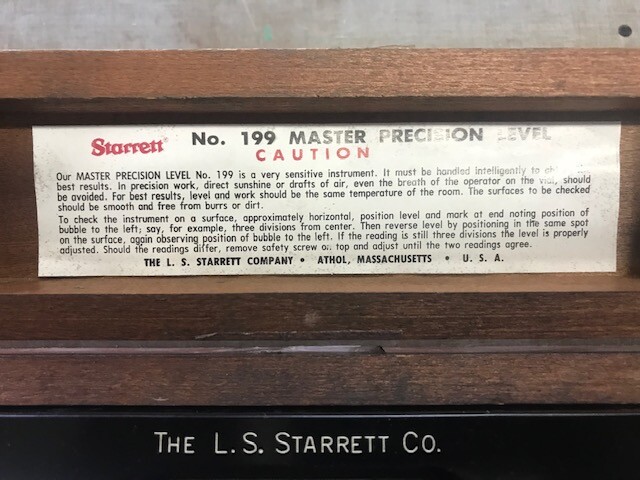 Starrett No. 199 MASTER PRECISION LEVEL
CAUTION
Our MASTER PRECISION LEVEL No. 199 is a very sensitive instrument. It must be handled intelligently to
best results. In precision work, direct sunshine or drafts of air, even the breath of the operator on the vial, should
be avoided. For best results, level and work should be the same temperature of the room. The surfaces to be checked
should be smooth and free from burrs or dirt.
To check the instrument on a surface, approximately horizontal, position level and mark at end noting position of
bubble to the left; say, for example, three divisions from center. Then reverse level by positioning in the same spot
on the surface, again observing position of bubble to the left. If the reading is still three divisions the level is properly
adjusted. Should the readings differ, remove safety screw on top and adjust until the two readings agree.
THE L. S. STARRETT COMPANY • ATHOL, MASSACHUSETTS • U. S. A.
THE L. S. STARRETT CO.